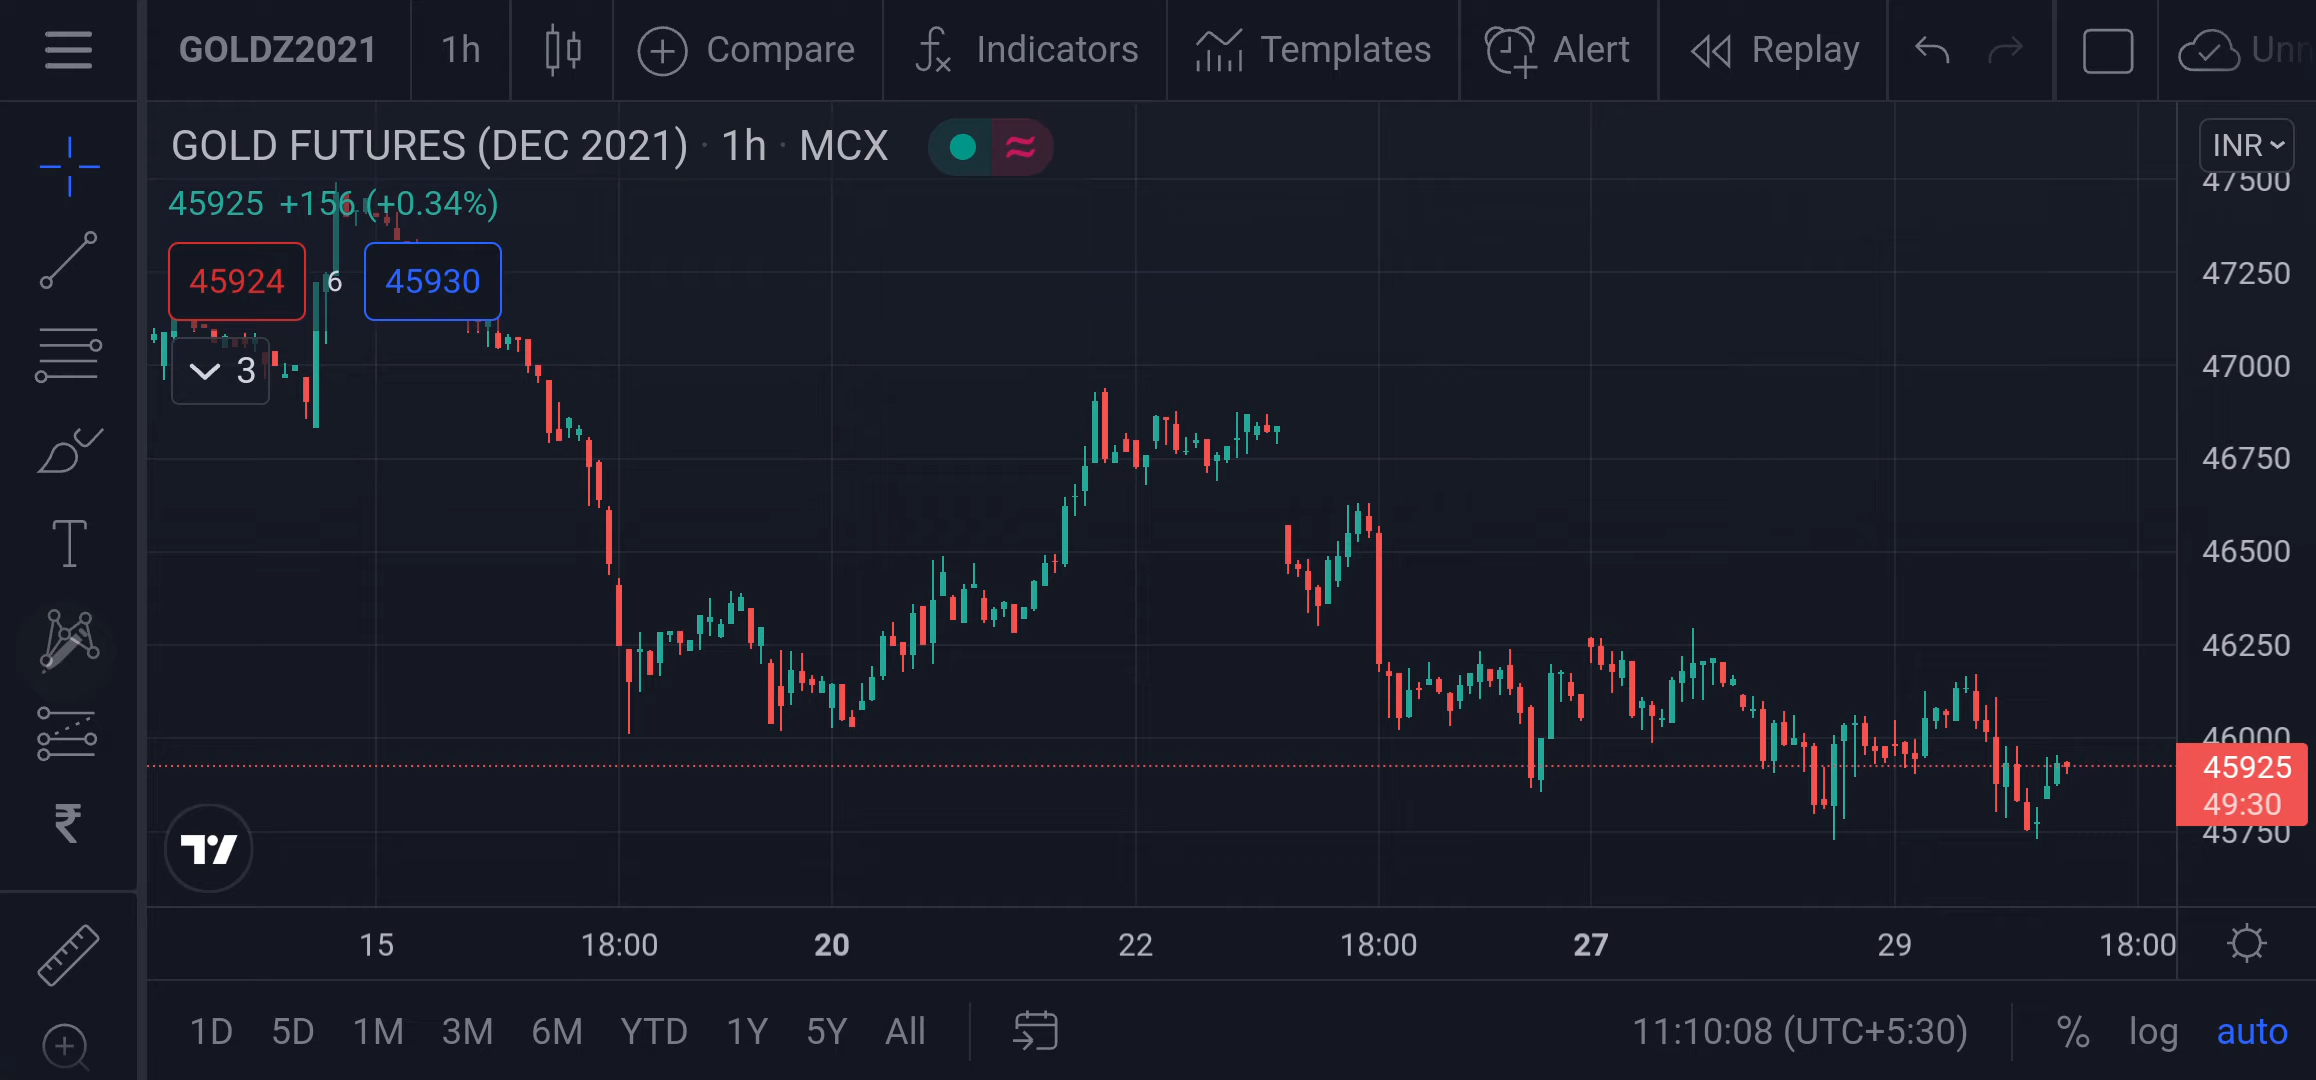 GOLDZ2021 1h Compare Indicators Templates Alert Replay
GOLD FUTURES (DEC 2021) · 1h · MCX
INR
45925 +156 (+0.34%)
45924 6 45930
3
47500
47250
47000
46750
46500
46250
46000
45925
49:30
45750
T
₹
15 18:00 20 22 18:00 27 29 18:00
1D 5D 1M 3M 6M YTD 1Y 5Y All 11:10:08 (UTC+5:30) % log auto